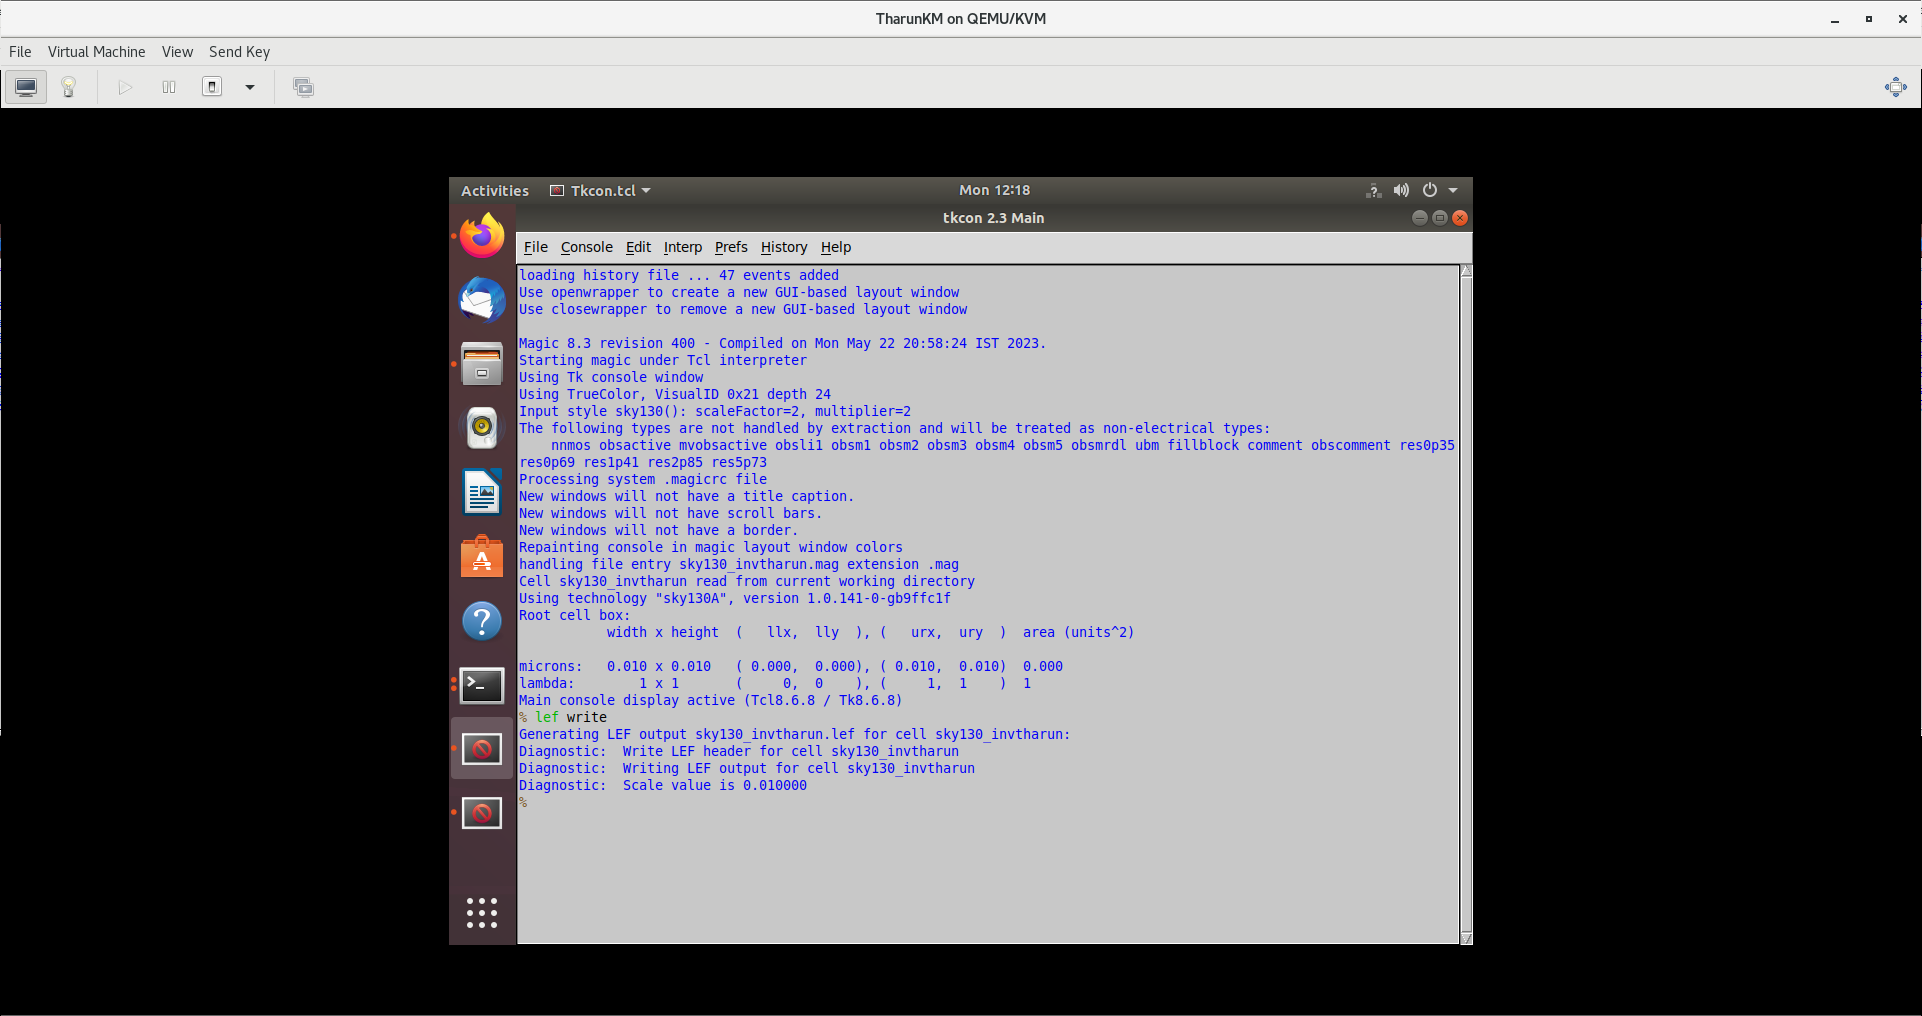 TharunKM on QEMU/KVM
File Virtual Machine View Send Key
Activities Tkcon.tcl Mon 12:18
tkcon 2.3 Main
File Console Edit Interp Prefs History Help
loading history file ... 47 events added
Use openwrapper to create a new GUI-based layout window
Use closewrapper to remove a new GUI-based layout window
Magic 8.3 revision 400 - Compiled on Mon May 22 20:58:24 IST 2023.
Starting magic under Tcl interpreter
Using Tk console window
Using TrueColor, VisualID 0x21 depth 24
Input style sky130(): scaleFactor=2, multiplier=2
The following types are not handled by extraction and will be treated as non-electrical types:
    nnmos obsactive mvobsactive obsli1 obsm1 obsm2 obsm3 obsm4 obsm5 obsmrdl ubm fillblock comment obscomment res0p35
res0p69 res1p41 res2p85 res5p73
Processing system .magicrc file
New windows will not have a title caption.
New windows will not have scroll bars.
New windows will not have a border.
Repainting console in magic layout window colors
handling file entry sky130_invtharun.mag extension .mag
Cell sky130_invtharun read from current working directory
Using technology "sky130A", version 1.0.141-0-gb9ffc1f
Root cell box:
           width x height  (   llx,  lly  ), (   urx,  ury  )  area (units^2)
microns:   0.010 x 0.010   ( 0.000,  0.000), ( 0.010,  0.010)  0.000
lambda:        1 x 1       (     0,  0    ), (     1,  1    )  1
Main console display active (Tcl8.6.8 / Tk8.6.8)
% lef write
Generating LEF output sky130_invtharun.lef for cell sky130_invtharun:
Diagnostic:  Write LEF header for cell sky130_invtharun
Diagnostic:  Writing LEF output for cell sky130_invtharun
Diagnostic:  Scale value is 0.010000
%